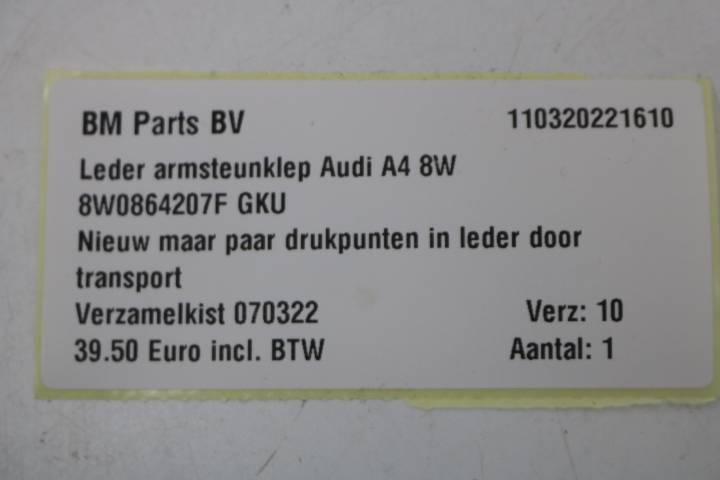 BM Parts BV 110320221610
Leder armsteunklep Audi A4 8W
8W0864207F GKU
Nieuw maar paar drukpunten in leder door
transport
Verzamelkist 070322 Verz: 10
39.50 Euro incl. BTW Aantal: 1